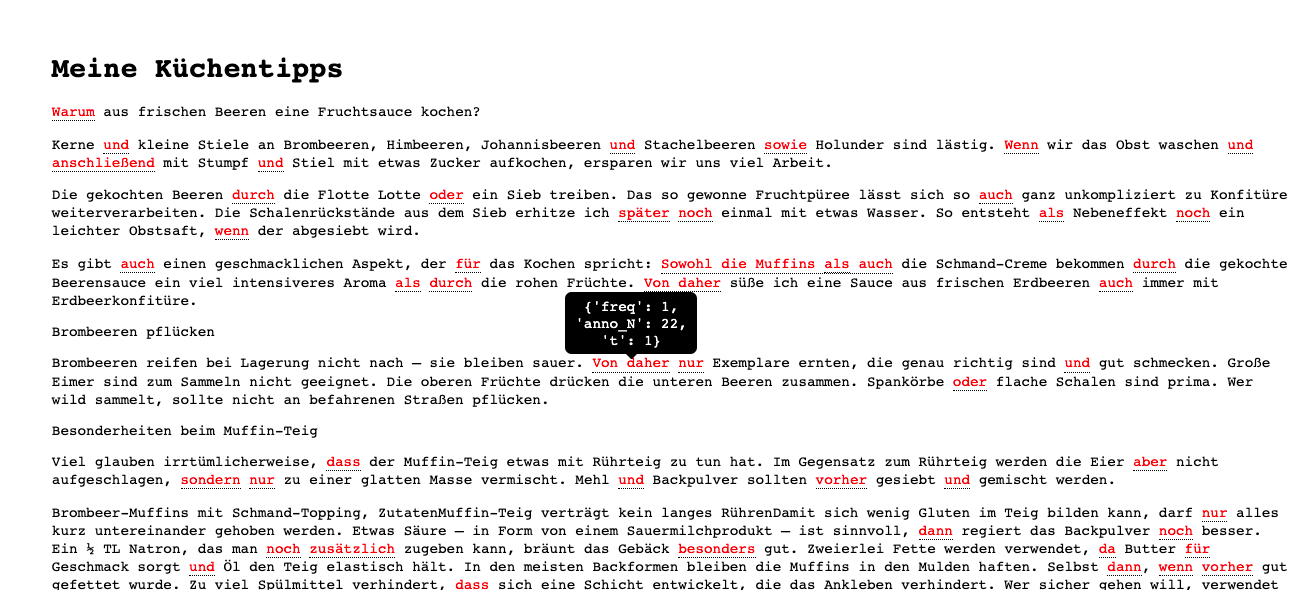 Meine Küchentipps
Warum aus frischen Beeren eine Fruchtsauce kochen?
Kerne und kleine Stiele an Brombeeren, Himbeeren, Johannisbeeren und Stachelbeeren sowie Holunder sind lästig. Wenn wir das Obst waschen und
anschließend mit Stumpf und Stiel mit etwas Zucker aufkochen, ersparen wir uns viel Arbeit.
Die gekochten Beeren durch die Flotte Lotte oder ein Sieb treiben. Das so gewonne Fruchtpüree lässt sich so auch ganz unkompliziert zu Konfitüre
weiterverarbeiten. Die Schalenrückstände aus dem Sieb erhitze ich später noch einmal mit etwas Wasser. So entsteht als Nebeneffekt noch ein
leichter Obstsaft, wenn der abgesiebt wird.
Es gibt auch einen geschmacklichen Aspekt, der für das Kochen spricht: Sowohl die Muffins als auch die Schmand-Creme bekommen durch die gekochte
Beerensauce ein viel intensiveres Aroma als durch die rohen Früchte. Von daher süße ich eine Sauce aus frischen Erdbeeren auch immer mit
Erdbeerkonfitüre.
{'freq': 1,
'anno_N': 22,
't': 1}
Brombeeren pflücken
Brombeeren reifen bei Lagerung nicht nach – sie bleiben sauer. Von daher nur Exemplare ernten, die genau richtig sind und gut schmecken. Große
Eimer sind zum Sammeln nicht geeignet. Die oberen Früchte drücken die unteren Beeren zusammen. Spankörbe oder flache Schalen sind prima. Wer
wild sammelt, sollte nicht an befahrenen Straßen pflücken.
Besonderheiten beim Muffin-Teig
Viel glauben irrtümlicherweise, dass der Muffin-Teig etwas mit Rührteig zu tun hat. Im Gegensatz zum Rührteig werden die Eier aber nicht
aufgeschlagen, sondern nur zu einer glatten Masse vermischt. Mehl und Backpulver sollten vorher gesiebt und gemischt werden.
Brombeer-Muffins mit Schmand-Topping, ZutatenMuffin-Teig verträgt kein langes RührenDamit sich wenig Gluten im Teig bilden kann, darf nur alles
kurz untereinander gehoben werden. Etwas Säure – in Form von einem Sauermilchprodukt – ist sinnvoll, dann regiert das Backpulver noch besser.
Ein ½ TL Natron, das man noch zusätzlich zugeben kann, bräunt das Gebäck besonders gut. Zweierlei Fette werden verwendet, da Butter für
Geschmack sorgt und Öl den Teig elastisch hält. In den meisten Backformen bleiben die Muffins in den Mulden haften. Selbst dann, wenn vorher gut
gefettet wurde. Zu viel Spülmittel verhindert, dass sich eine Schicht entwickelt, die das Ankleben verhindert. Wer sicher gehen will, verwendet